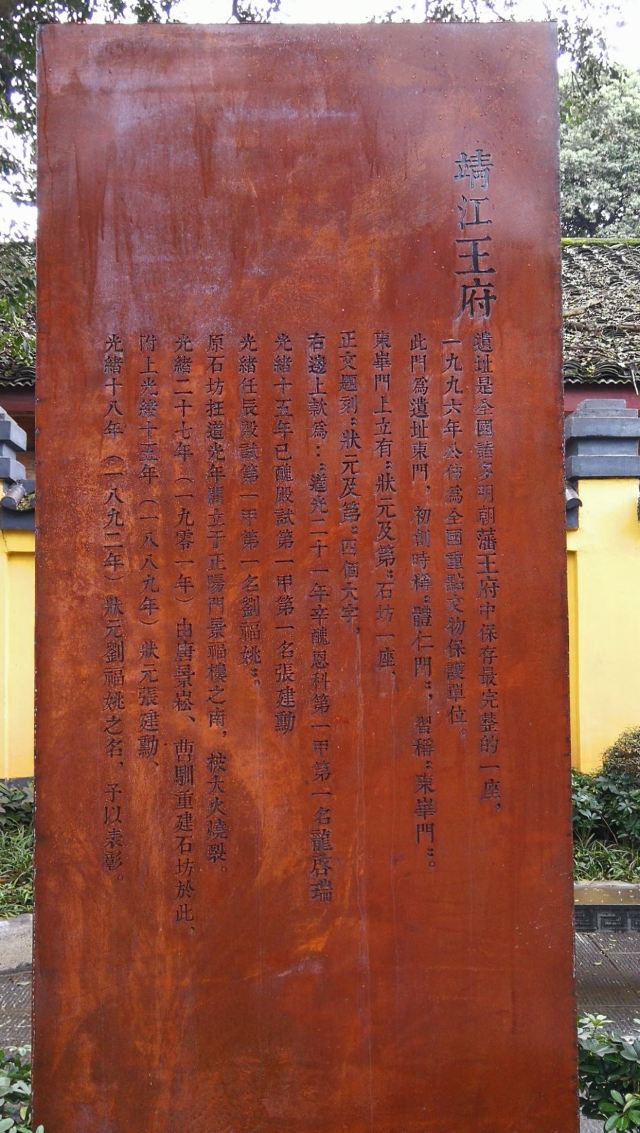 靖江王府
遺址是全國諸多明朝藩王府中保存最完整的一座，
一九九六年公佈為全國重點文物保護單位。
此門為遺址東門，初創時稱"體仁門"，習稱"東華門"。
東華門上立有"狀元及第"石坊一座，
正文題刻"狀元及第"四個大字，
右邊上款為："道光二十一年辛醜恩科第一甲第一名龍啓瑞
光緒十五年已醜殿試第一甲第一名張建勳
光緒任辰殿試第一甲第一名劉福姚"。
原石坊在道光年間立于正陽門景福樓之南，被大火燒裂。
光緒二十七年（一九零一年）由唐景崧、曹馴重建石坊於此，
附上光緒十五年（一八八九年）狀元張建勳、
光緒十八年（一八九二年）狀元劉福姚之名，予以表彰。